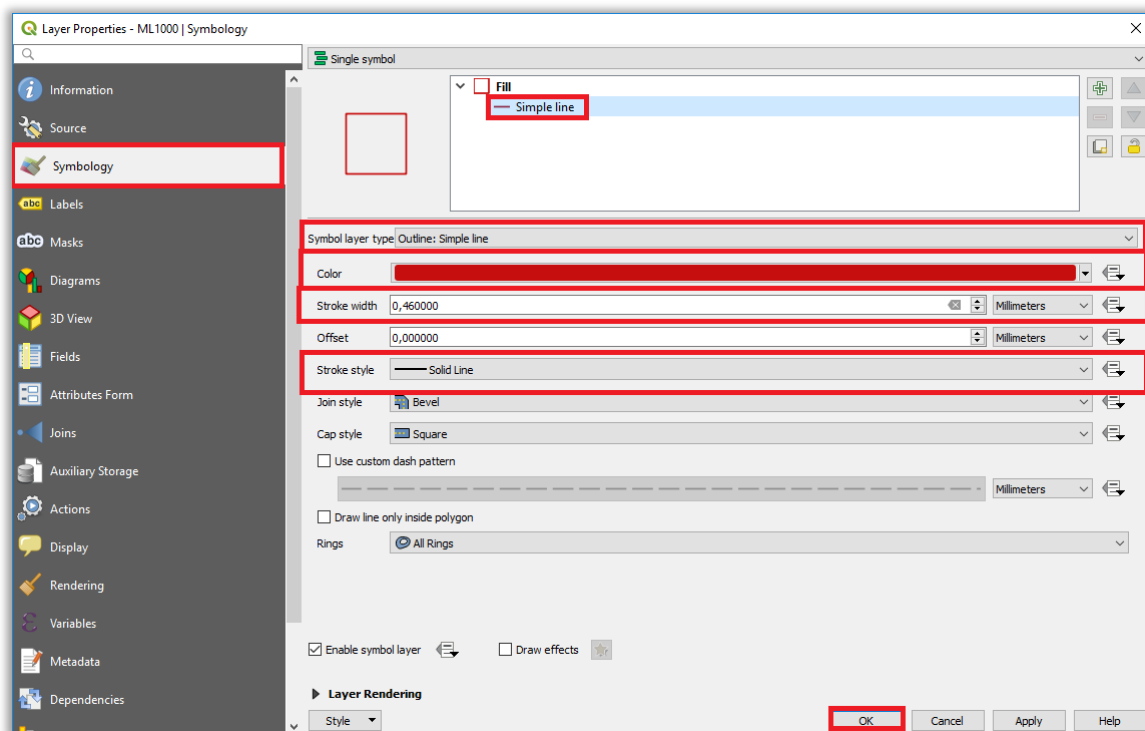 Layer Properties - ML1000 | Symbology
Information
Source
Symbology
abc Labels
abc Masks
Diagrams
3D View
Fields
Attributes Form
Joins
Auxiliary Storage
Actions
Display
Rendering
Variables
Metadata
Dependencies
Single symbol
Fill
Simple line
Symbol layer type Outline: Simple line
Color
Stroke width 0,460000 Millimeters
Offset 0,000000 Millimeters
Stroke style Solid Line
Join style Bevel
Cap style Square
Use custom dash pattern
Millimeters
Draw line only inside polygon
Rings All Rings
Enable symbol layer Draw effects
Layer Rendering
Style OK Cancel Apply Help